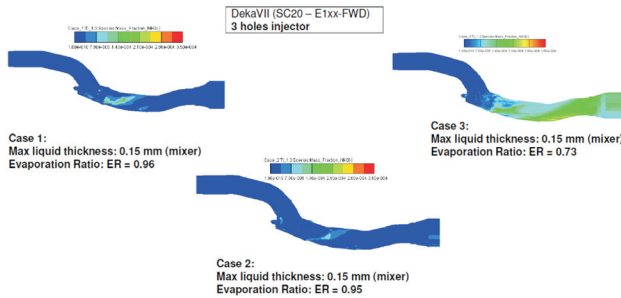 DekaVII (SC20 – E1xx-FWD)
3 holes injector
Case 1:
Max liquid thickness: 0.15 mm (mixer)
Evaporation Ratio: ER = 0.96
Case 3:
Max liquid thickness: 0.15 mm (mixer)
Evaporation Ratio: ER = 0.73
Case 2:
Max liquid thickness: 0.15 mm (mixer)
Evaporation Ratio: ER = 0.95